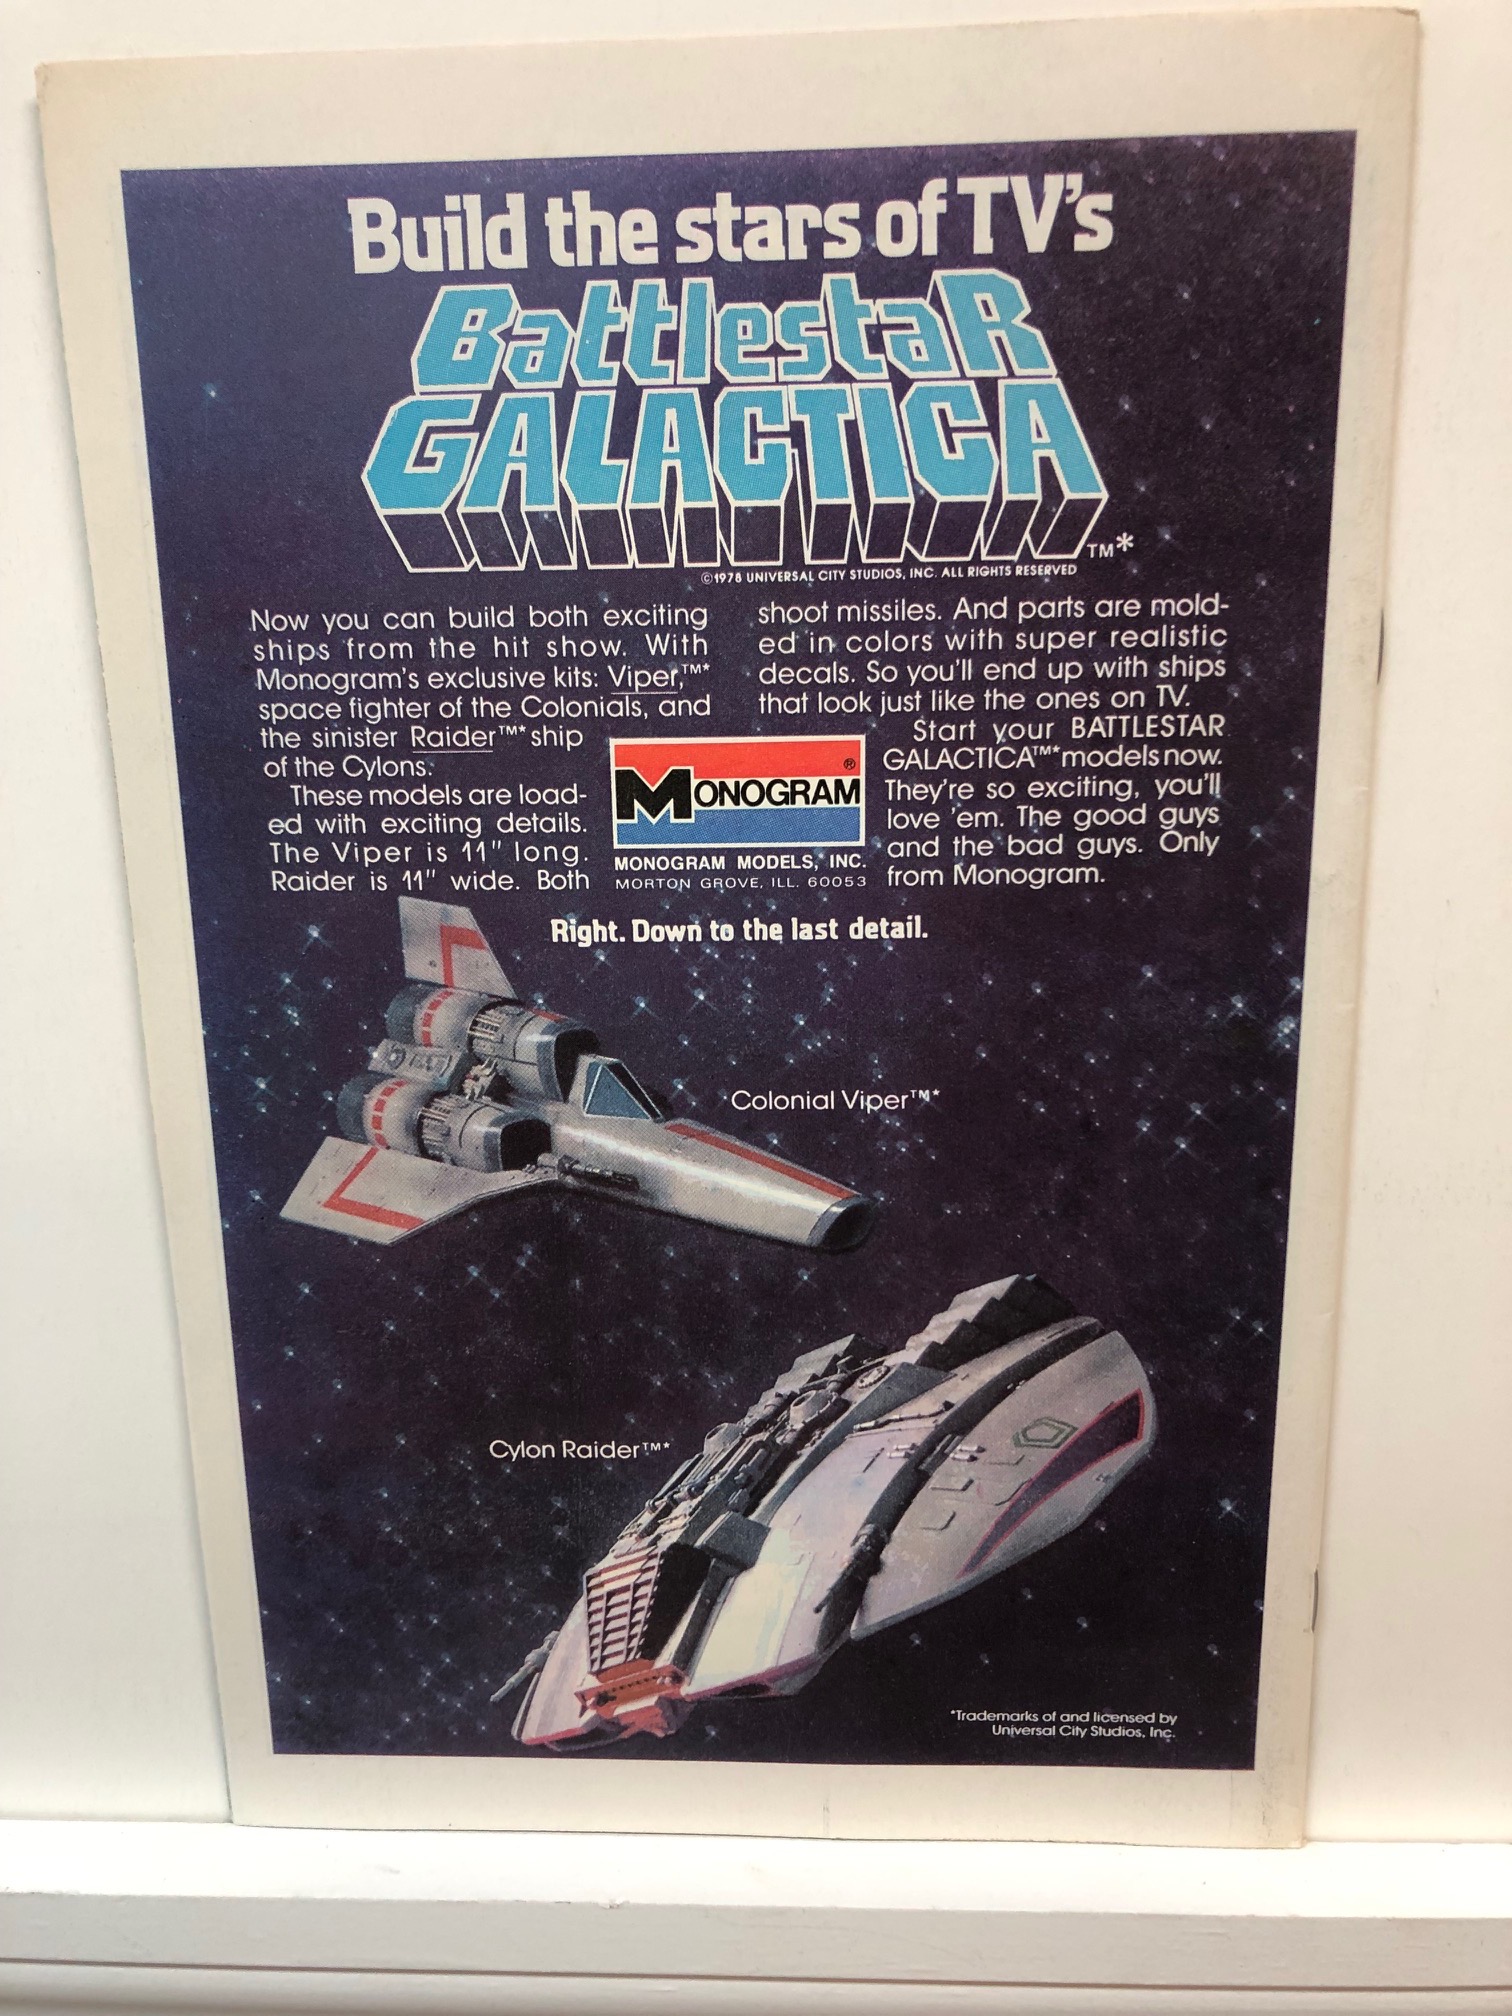 Build the stars of TV's
Battlestar
GALACTICA
TM*
©1978 UNIVERSAL CITY STUDIOS, INC. ALL RIGHTS RESERVED
Now you can build both exciting
ships from the hit show. With
Monogram's exclusive kits: Viper,™*
space fighter of the Colonials, and
the sinister Raider™* ship
of the Cylons.
These models are load-
ed with exciting details.
The Viper is 11" long.
Raider is 11" wide. Both
shoot missiles. And parts are mold-
ed in colors with super realistic
decals. So you'll end up with ships
that look just like the ones on TV.
Start your BATTLESTAR
GALACTICA™* models now.
They're so exciting, you'll
love 'em. The good guys
and the bad guys. Only
from Monogram.
MONOGRAM®
MONOGRAM MODELS, INC.
MORTON GROVE, ILL. 60053
Right. Down to the last detail.
Colonial Viper™*
Cylon Raider™*
*Trademarks of and licensed by
Universal City Studios, Inc.